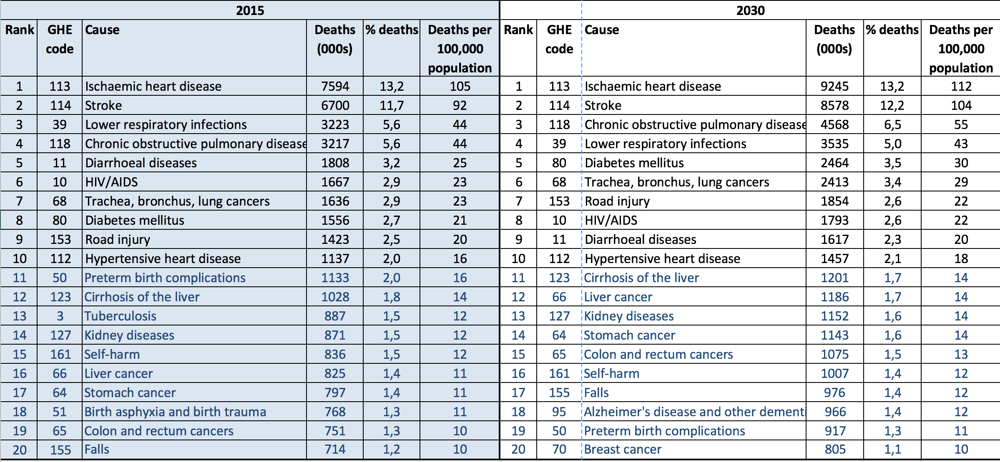 2015 2030
Rank GHE code Cause Deaths (000s) % deaths Deaths per 100,000 population Rank GHE code Cause Deaths (000s) % deaths Deaths per 100,000 population
1 113 Ischaemic heart disease 7594 13,2 105 1 113 Ischaemic heart disease 9245 13,2 112
2 114 Stroke 6700 11,7 92 2 114 Stroke 8578 12,2 104
3 39 Lower respiratory infections 3223 5,6 44 3 118 Chronic obstructive pulmonary disease 4568 6,5 55
4 118 Chronic obstructive pulmonary disease 3217 5,6 44 4 39 Lower respiratory infections 3535 5,0 43
5 11 Diarrhoeal diseases 1808 3,2 25 5 80 Diabetes mellitus 2464 3,5 30
6 10 HIV/AIDS 1667 2,9 23 6 68 Trachea, bronchus, lung cancers 2413 3,4 29
7 68 Trachea, bronchus, lung cancers 1636 2,9 23 7 153 Road injury 1854 2,6 22
8 80 Diabetes mellitus 1556 2,7 21 8 10 HIV/AIDS 1793 2,6 22
9 153 Road injury 1423 2,5 20 9 11 Diarrhoeal diseases 1617 2,3 20
10 112 Hypertensive heart disease 1137 2,0 16 10 112 Hypertensive heart disease 1457 2,1 18
11 50 Preterm birth complications 1133 2,0 16 11 123 Cirrhosis of the liver 1201 1,7 14
12 123 Cirrhosis of the liver 1028 1,8 14 12 66 Liver cancer 1186 1,7 14
13 3 Tuberculosis 887 1,5 12 13 127 Kidney diseases 1152 1,6 14
14 127 Kidney diseases 871 1,5 12 14 64 Stomach cancer 1143 1,6 14
15 161 Self-harm 836 1,5 12 15 65 Colon and rectum cancers 1075 1,5 13
16 66 Liver cancer 825 1,4 11 16 161 Self-harm 1007 1,4 12
17 64 Stomach cancer 797 1,4 11 17 155 Falls 976 1,4 12
18 51 Birth asphyxia and birth trauma 768 1,3 11 18 95 Alzheimer's disease and other dementi 966 1,4 12
19 65 Colon and rectum cancers 751 1,3 10 19 50 Preterm birth complications 917 1,3 11
20 155 Falls 714 1,2 10 20 70 Breast cancer 805 1,1 10